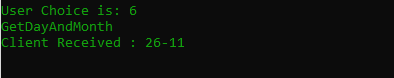 User Choice is: 6
GetDayAndMonth
Client Received : 26-11